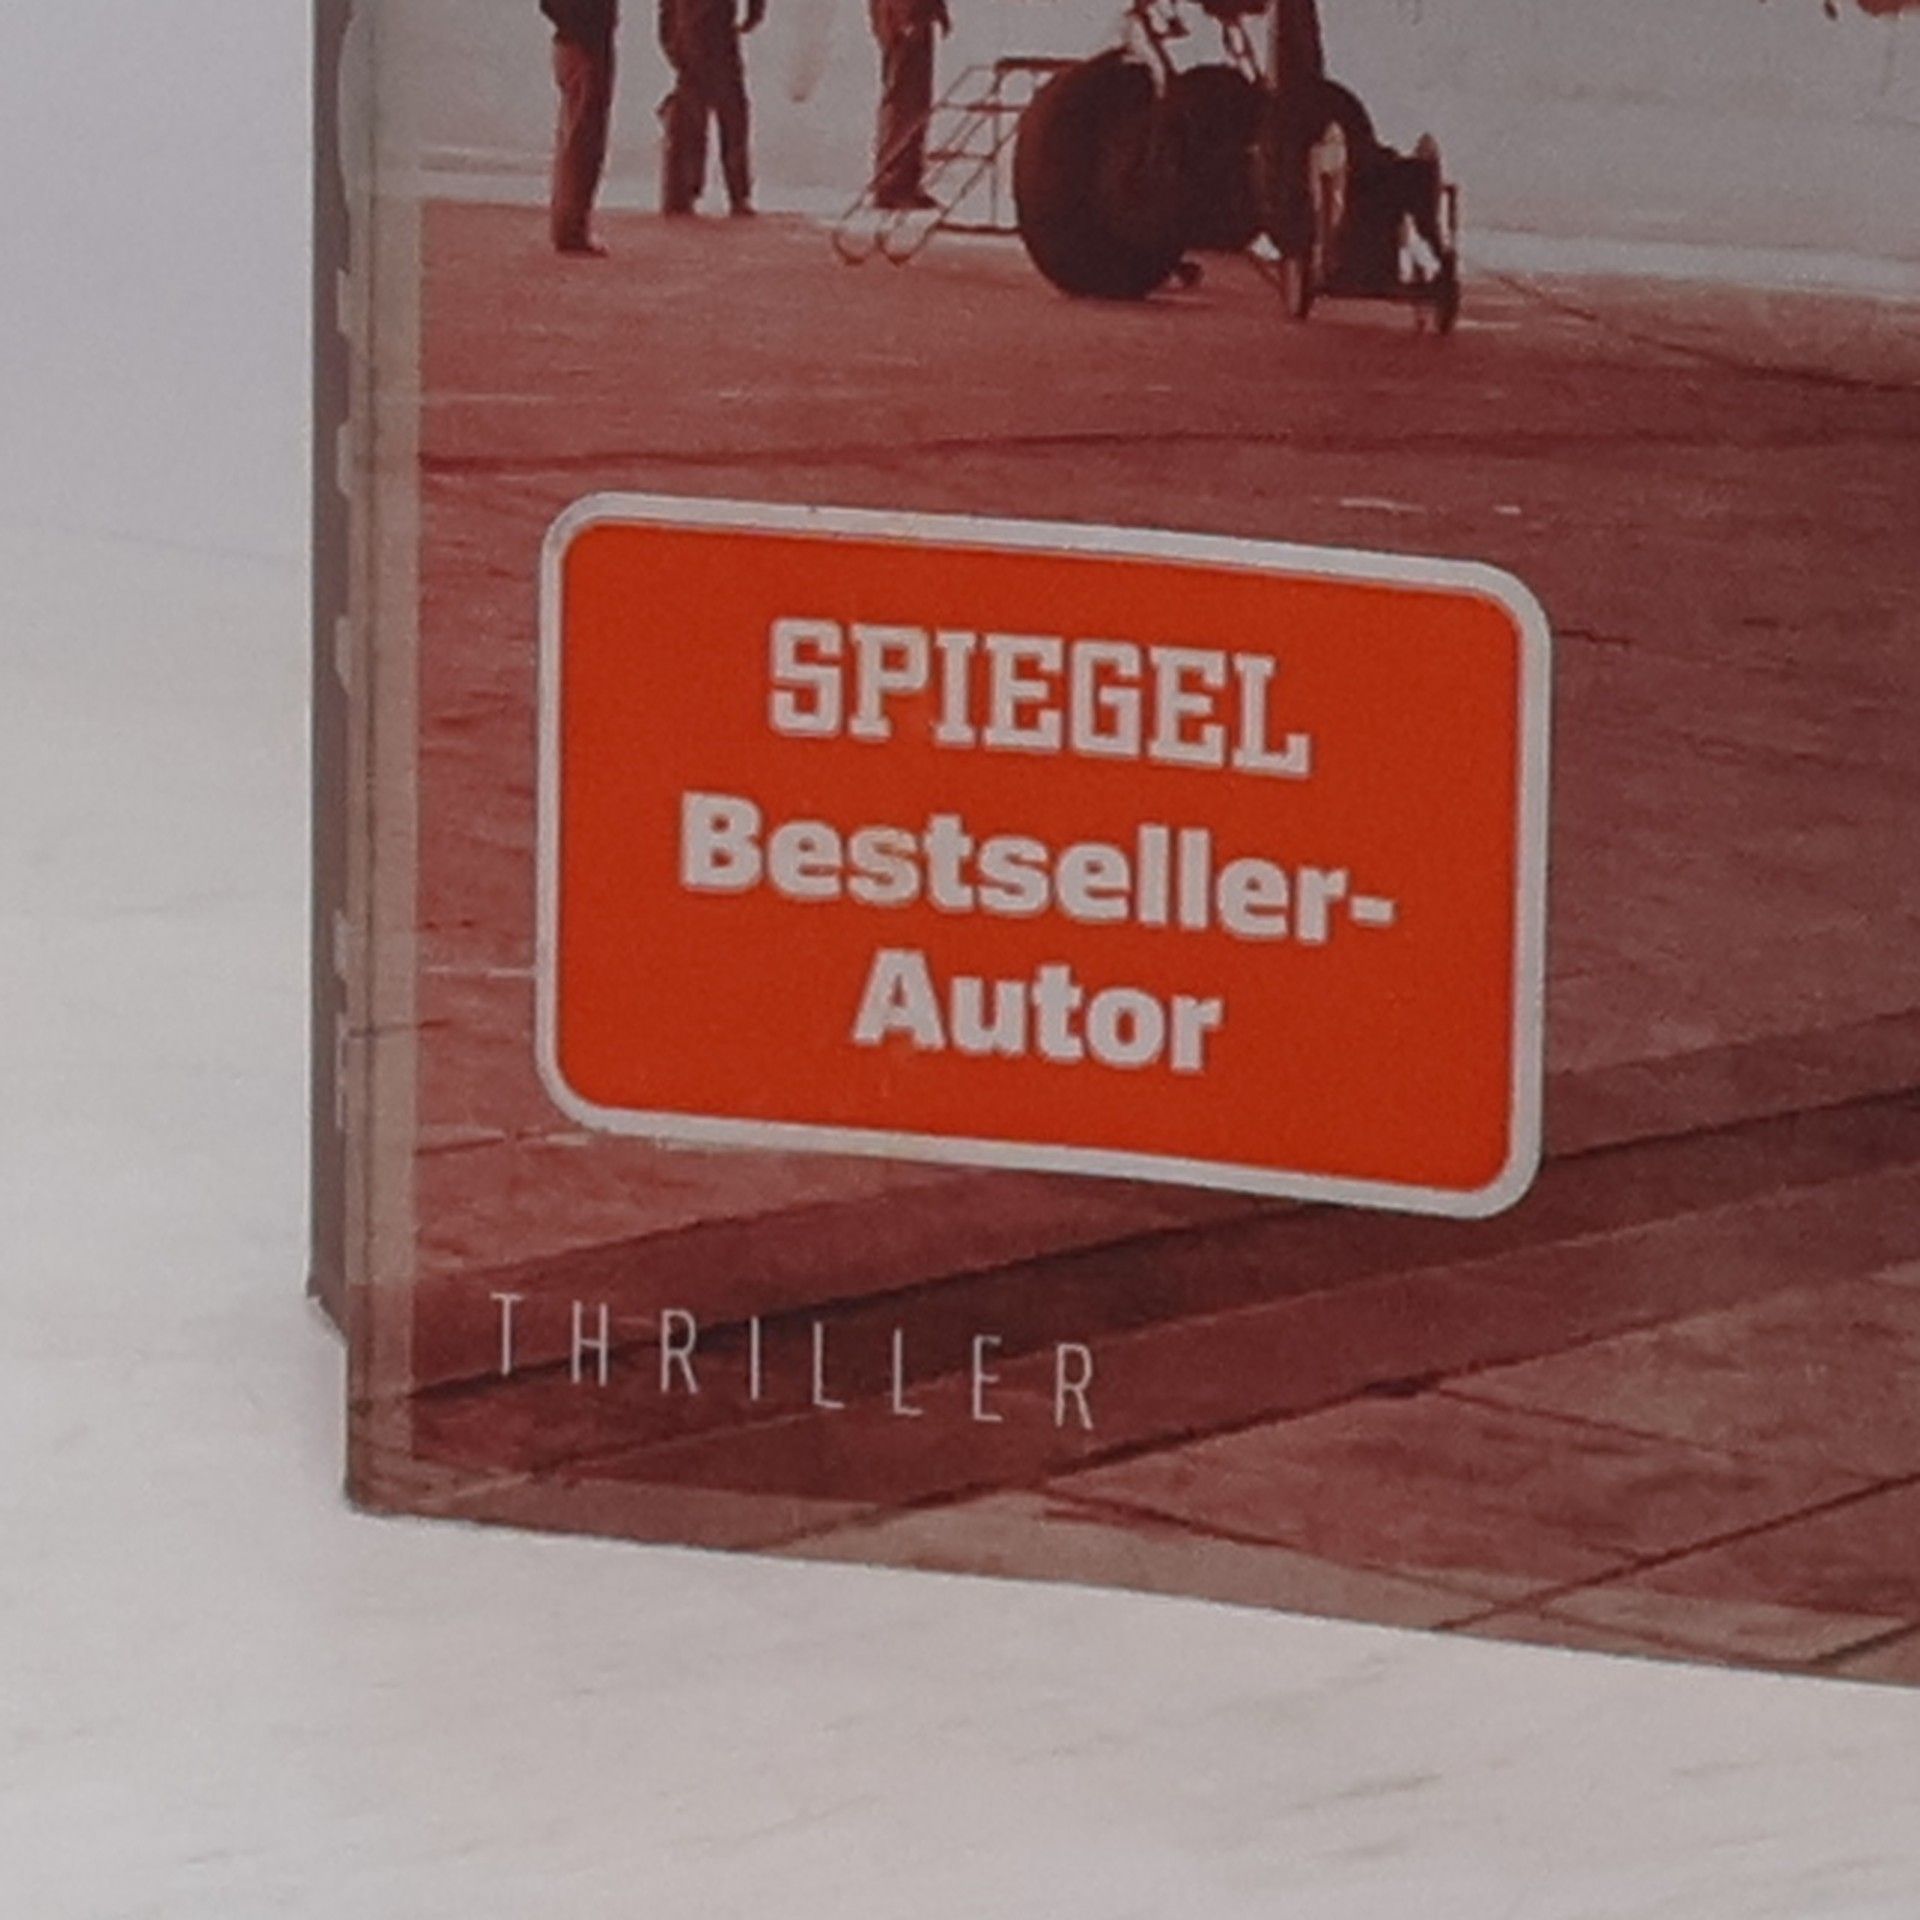 SPIEGEL
Bestseller-
Autor
THRILLER